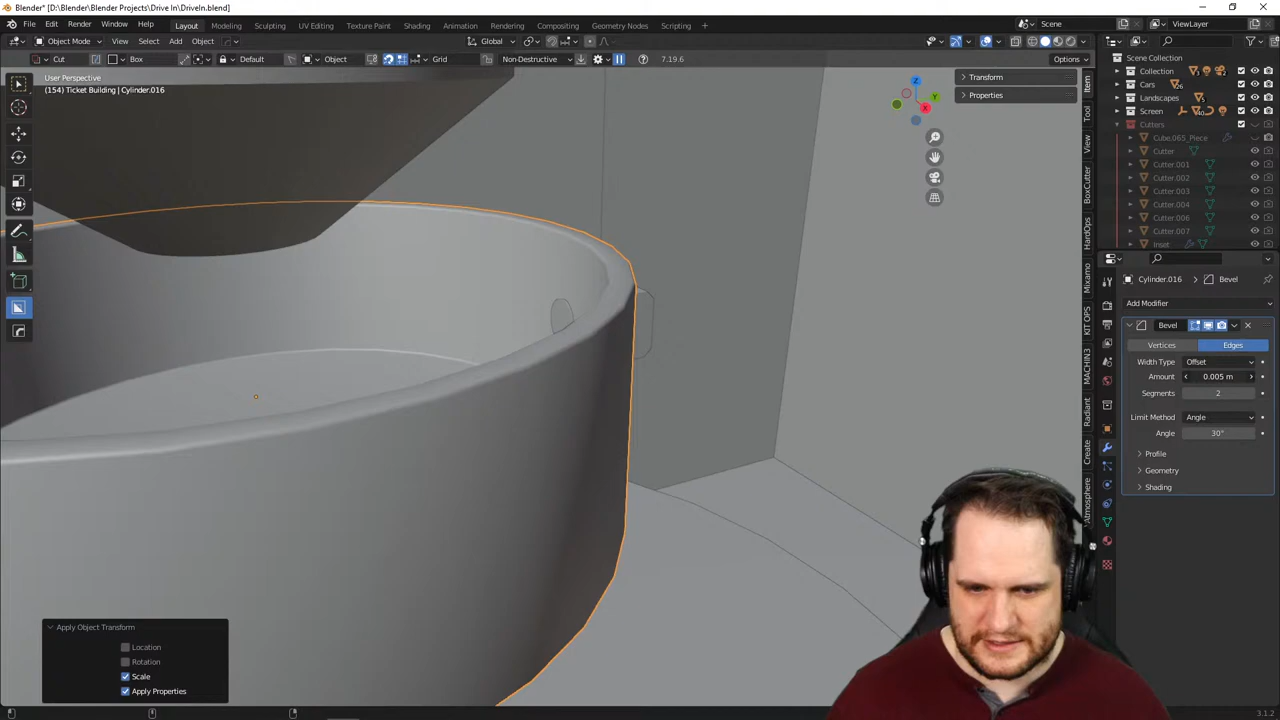 Blender* [D:\Blender\Blender Projects\Drive In\DriveIn.blend]
File Edit Render Window Help Layout Modeling Sculpting UV Editing Texture Paint Shading Animation Rendering Compositing Geometry Nodes Scripting Scene ViewLayer
Object Mode View Select Add Object Global
Cut Box Default Object Grid Non-Destructive 7.19.6 Options
User Perspective
(154) Ticket Building | Cylinder.016
Transform
Properties
Z
Y
X
Item
Tool
View
BoxCutter
HardOps
Mixamo
KIT OPS
MACHIN3
Radiant
Create
Atmosphere
Scene Collection
Collection
Cars 26
Landscapes 5
Screen
Cutters
Cube.065_Piece
Cutter
Cutter.001
Cutter.002
Cutter.003
Cutter.004
Cutter.006
Cutter.007
Inset
Cylinder.016 Bevel
Add Modifier
Bevel
Vertices Edges
Width Type Offset
Amount 0.005 m
Segments 2
Limit Method Angle
Angle 30°
Profile
Geometry
Shading
Apply Object Transform
Location
Rotation
Scale
Apply Properties
3.1.2